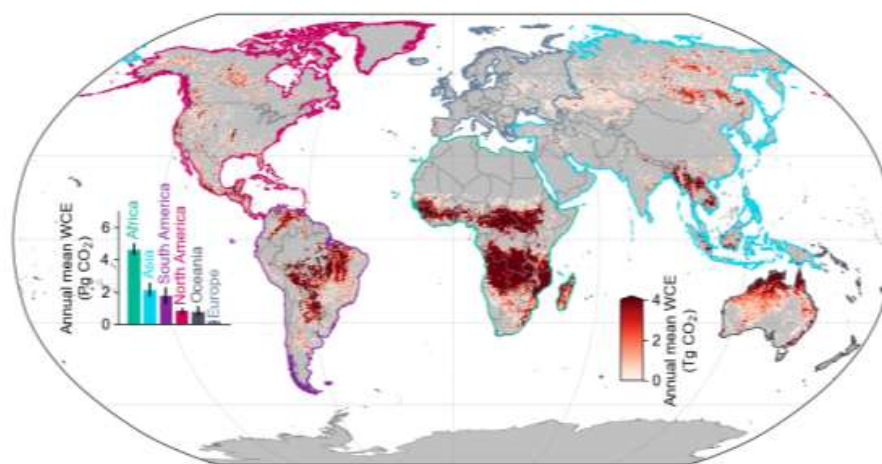 Annual mean WCE
(Pg CO₂)
6
4
2
0
Africa
Asia
South America
North America
Oceania
Europe
4
2
0
Annual mean WCE
(Tg CO₂)